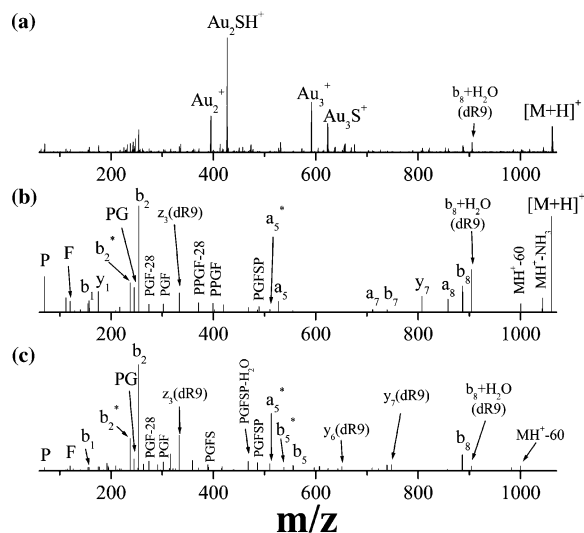 (a)
Au2SH+
Au2+
Au3+
Au3S+
b8+H2O
(dR9)
[M+H]+
200 400 600 800 1000
(b)
P
F
b1
y1
b2*
PG
b2
PGF-28
PGF
z3(dR9)
PPGF-28
PPGF
PGFSP
a5*
a5
a7
b7
y7
a8
b8
b8+H2O
(dR9)
MH+-60
MH+-NH3
[M+H]+
200 400 600 800 1000
(c)
P
F
b1
b2*
PG
b2
PGF-28
PGF
z3(dR9)
PGFS
PGFSP-H2O
PGFSP
a5*
b5*
b5
y6(dR9)
y7(dR9)
b8
b8+H2O
(dR9)
MH+-60
200 400 600 800 1000
m/z